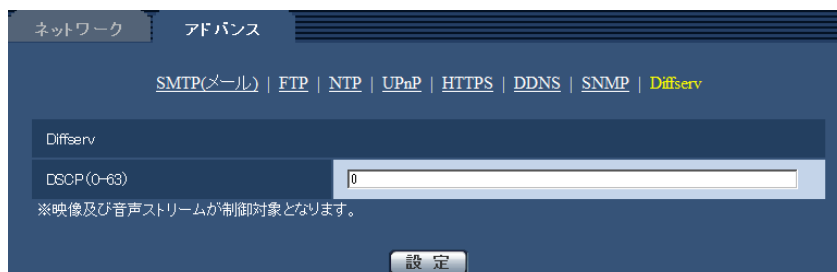 ネットワーク アドバンス
SMTP(メール) | FTP | NTP | UPnP | HTTPS | DDNS | SNMP | Diffserv
Diffserv
DSCP(0-63) 0
※映像及び音声ストリームが制御対象となります。
設定